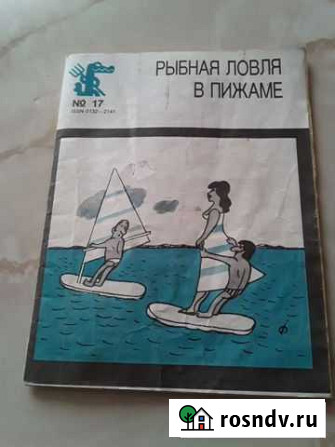 РЫБНАЯ ЛОВЛЯ
В ПИЖАМЕ
№ 17
ISSN 0132-2141
rosndv.ru